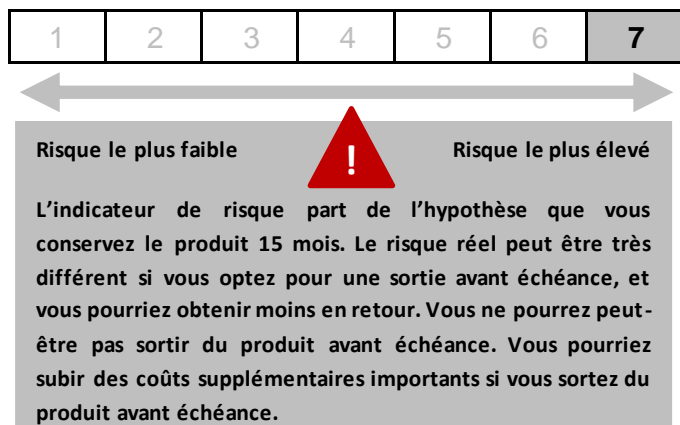 1 2 3 4 5 6 7
!
Risque le plus faible Risque le plus élevé
L’indicateur de risque part de l’hypothèse que vous
conservez le produit 15 mois. Le risque réel peut être très
différent si vous optez pour une sortie avant échéance, et
vous pourriez obtenir moins en retour. Vous ne pourrez peut-
être pas sortir du produit avant échéance. Vous pourriez
subir des coûts supplémentaires importants si vous sortez du
produit avant échéance.